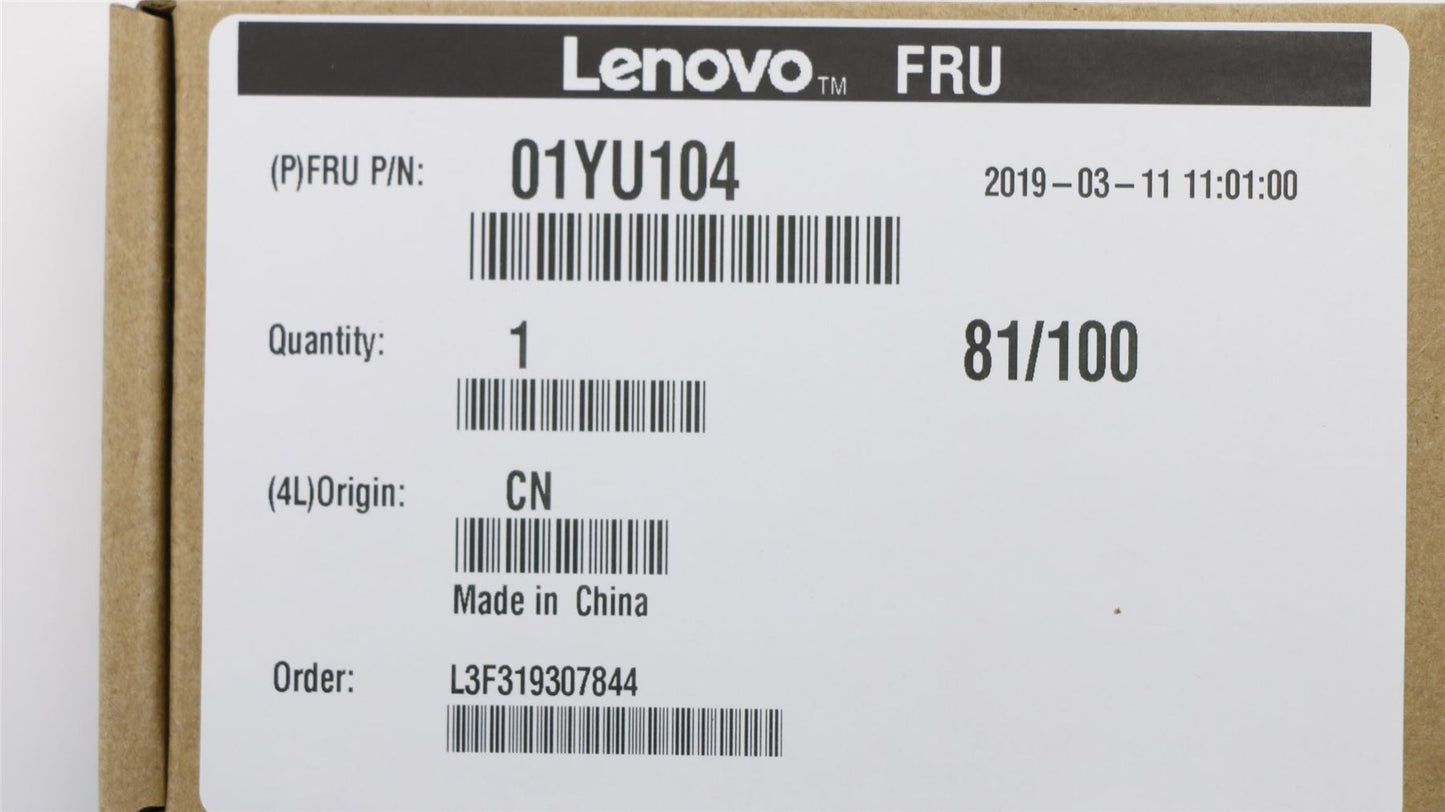 Lenovo™ FRU
(P)FRU P/N: 01YU104 2019-03-11 11:01:00
Quantity: 1 81/100
(4L)Origin: CN
Made in China
Order: L3F319307844